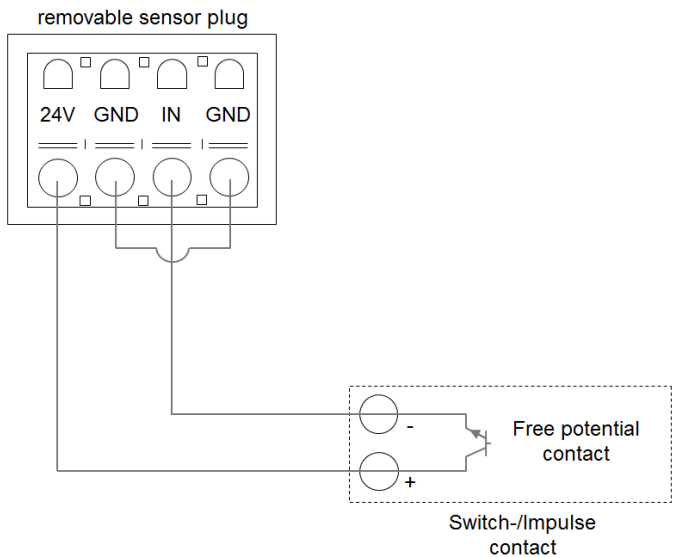 removable sensor plug
24V GND IN GND
-
Free potential
contact
+
Switch-/Impulse
contact